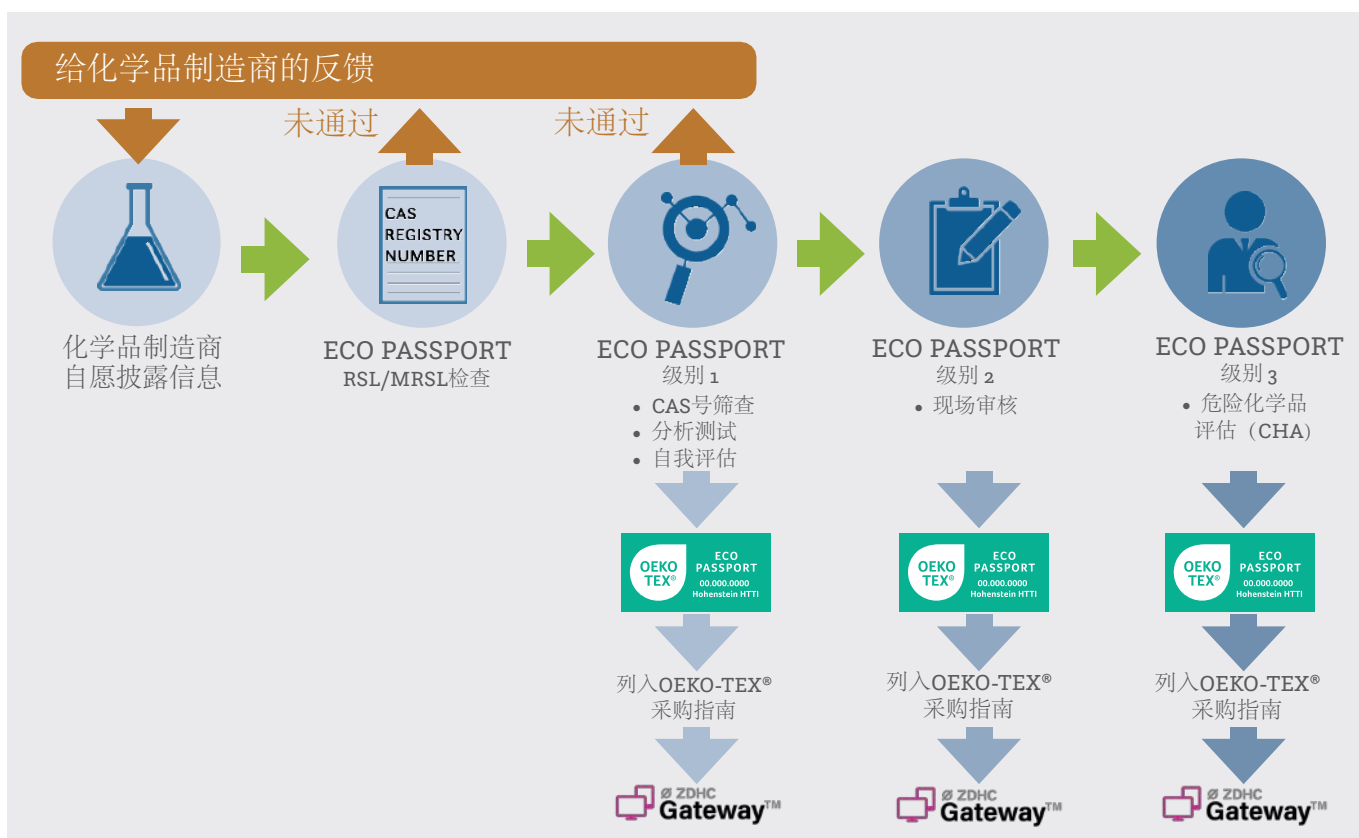 给化学品制造商的反馈
未通过
未通过
CAS
REGISTRY
NUMBER
化学品制造商
自愿披露信息
ECO PASSPORT
RSL/MRSL检查
ECO PASSPORT
级别 1
• CAS号筛查
• 分析测试
• 自我评估
ECO PASSPORT
级别 2
• 现场审核
ECO PASSPORT
级别 3
• 危险化学品
评估（CHA）
OEKO
TEX®
ECO
PASSPORT
00.000.0000
Hohenstein HTTI
OEKO
TEX®
ECO
PASSPORT
00.000.0000
Hohenstein HTTI
OEKO
TEX®
ECO
PASSPORT
00.000.0000
Hohenstein HTTI
列入OEKO-TEX®
采购指南
列入OEKO-TEX®
采购指南
列入OEKO-TEX®
采购指南
Ø ZDHC
Gateway™
Ø ZDHC
Gateway™
Ø ZDHC
Gateway™